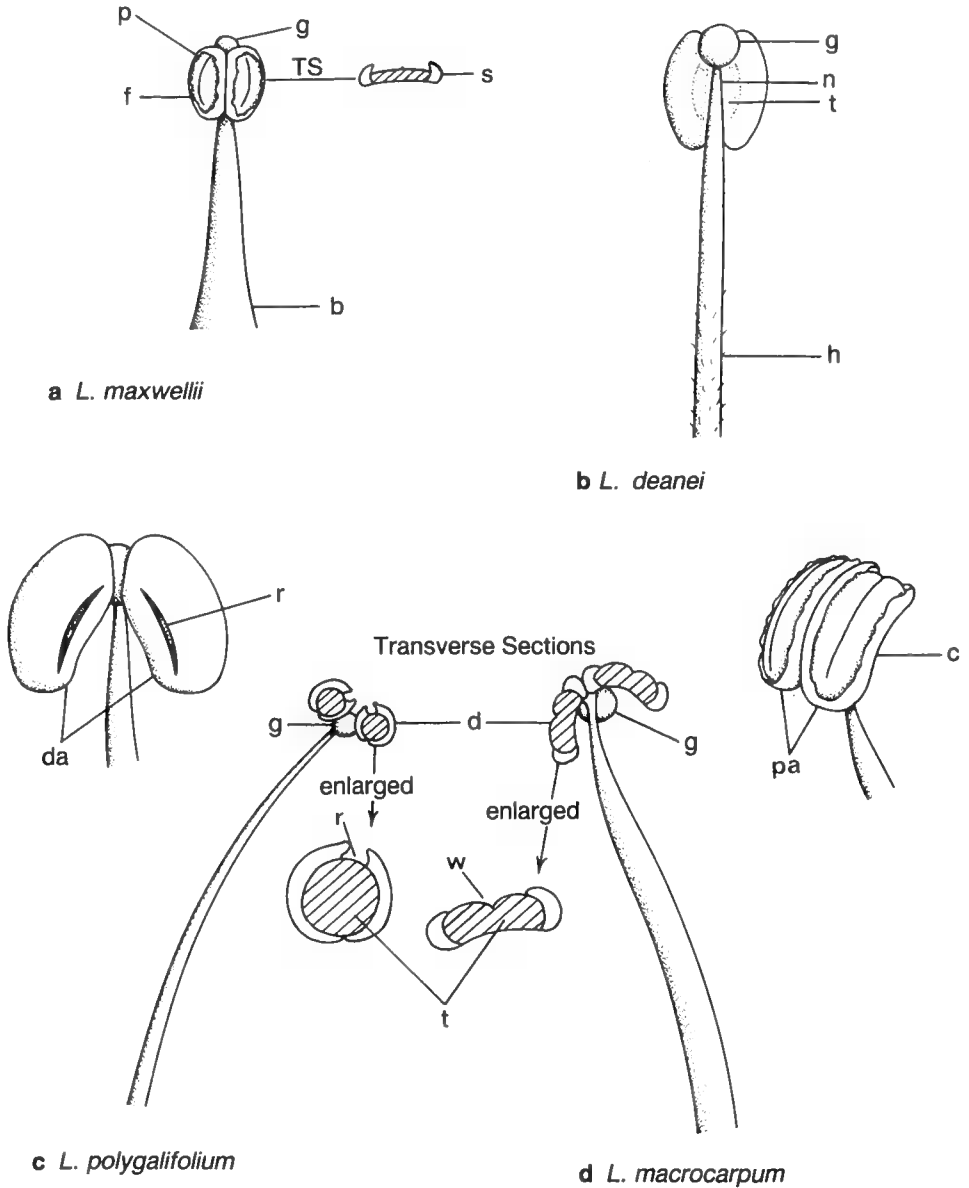 p
g
f
TS
s
b
a L. maxwellii
g
n
t
h
b L. deanei
r
da
Transverse Sections
g
d
g
enlarged
enlarged
r
w
t
c
pa
c L. polygalifolium
d L. macrocarpum